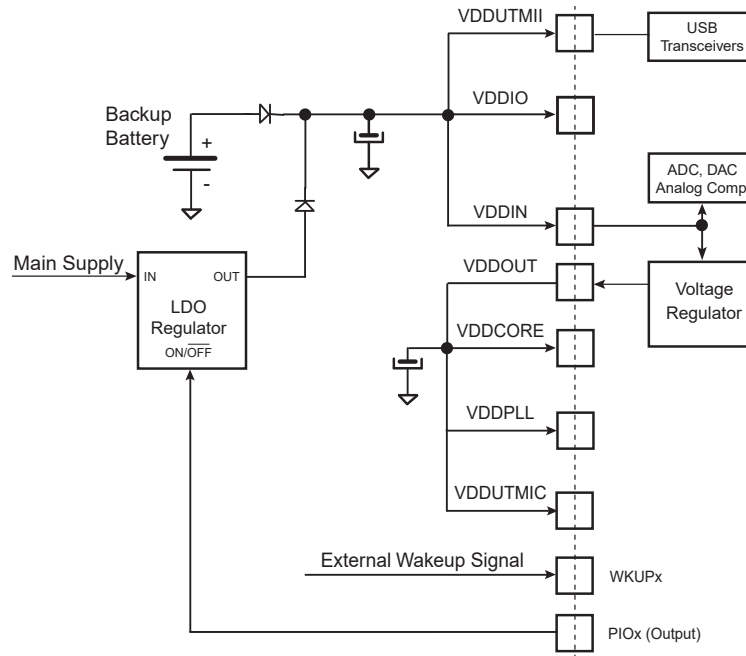 VDDUTMII
USB
Transceivers
Backup
Battery
+
-
VDDIO
ADC, DAC
Analog Comp.
VDDIN
Main Supply
IN
OUT
LDO
Regulator
ON/OFF
VDDOUT
Voltage
Regulator
VDDCORE
VDDPLL
VDDUTMIC
External Wakeup Signal
WKUPx
PIOx (Output)